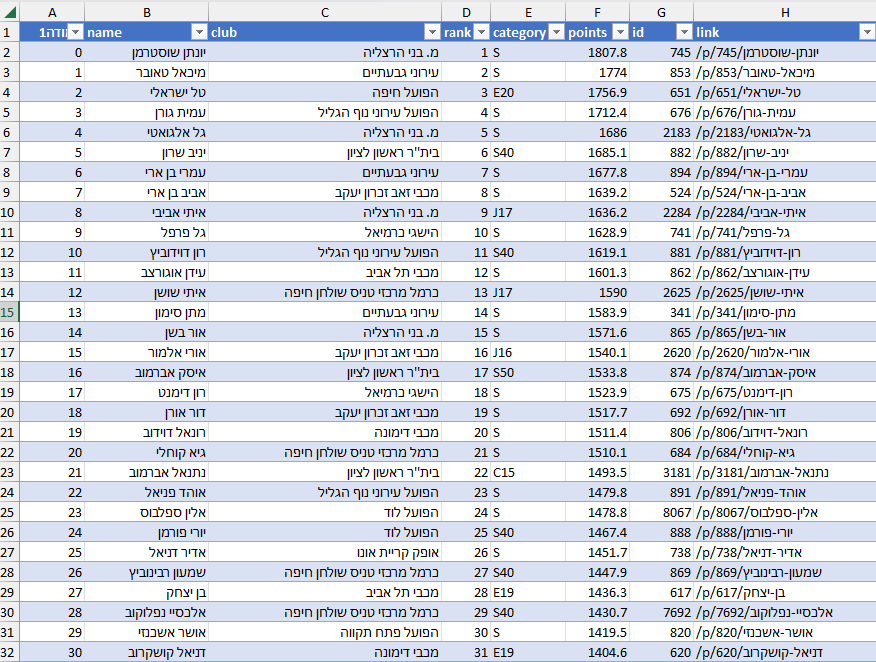 A B C D E F G H
1 name club rank category points id link
2 0 יונתן שוסטרמן מ. בני הרצליה 1 S 1807.8 745 /p/745/יונתן-שוסטרמן
3 1 מיכאל טאובר עירוני גבעתיים 2 S 1774 853 /p/853/מיכאל-טאובר
4 2 טל ישראלי הפועל חיפה 3 E20 1756.9 651 /p/651/טל-ישראלי
5 3 עמית גורן הפועל עירוני נוף הגליל 4 S 1712.4 676 /p/676/עמית-גורן
6 4 גל אלגואטי מ. בני הרצליה 5 S 1686 2183 /p/2183/גל-אלגואטי
7 5 יניב שרון בית"ר ראשון לציון 6 S40 1685.1 882 /p/882/יניב-שרון
8 6 עמרי בן ארי עירוני גבעתיים 7 S 1677.8 894 /p/894/עמרי-בן-ארי
9 7 אביב בן ארי מכבי זאב זכרון יעקב 8 S 1639.2 524 /p/524/אביב-בן-ארי
10 8 איתי אביבי מ. בני הרצליה 9 J17 1636.2 2284 /p/2284/איתי-אביבי
11 9 גל פרפל הישגי כרמיאל 10 S 1628.9 741 /p/741/גל-פרפל
12 10 רון דוידוביץ הפועל עירוני נוף הגליל 11 S40 1619.1 881 /p/881/רון-דוידוביץ
13 11 עידן אוגורצב מכבי תל אביב 12 S 1601.3 862 /p/862/עידן-אוגורצב
14 12 איתי שושן כרמל מרכזי טניס שולחן חיפה 13 J17 1590 2625 /p/2625/איתי-שושן
15 13 מתן סימון עירוני גבעתיים 14 S 1583.9 341 /p/341/מתן-סימון
16 14 אור בשן מ. בני הרצליה 15 S 1571.6 865 /p/865/אור-בשן
17 15 אורי אלמור מכבי זאב זכרון יעקב 16 J16 1540.1 2620 /p/2620/אורי-אלמור
18 16 איסק אברמוב בית"ר ראשון לציון 17 S50 1533.8 874 /p/874/איסק-אברמוב
19 17 רון דימנט הישגי כרמיאל 18 S 1523.9 675 /p/675/רון-דימנט
20 18 דור אורן מכבי זאב זכרון יעקב 19 S 1517.7 692 /p/692/דור-אורן
21 19 רונאל דוידוב מכבי דימונה 20 S 1511.4 806 /p/806/רונאל-דוידוב
22 20 גיא קוחלי כרמל מרכזי טניס שולחן חיפה 21 S 1510.1 684 /p/684/גיא-קוחלי
23 21 נתנאל אברמוב בית"ר ראשון לציון 22 C15 1493.5 3181 /p/3181/נתנאל-אברמוב
24 22 אוהד פניאל הפועל עירוני נוף הגליל 23 S 1479.8 891 /p/891/אוהד-פניאל
25 23 אלין ספלבוס הפועל לוד 24 S 1478.8 8067 /p/8067/אלין-ספלבוס
26 24 יורי פורמן הפועל לוד 25 S40 1467.4 888 /p/888/יורי-פורמן
27 25 אדיר דניאל אופק קריית אונו 26 S 1451.7 738 /p/738/אדיר-דניאל
28 26 שמעון רבינוביץ כרמל מרכזי טניס שולחן חיפה 27 S40 1447.9 869 /p/869/שמעון-רבינוביץ
29 27 בן יצחק מכבי תל אביב 28 E19 1436.3 617 /p/617/בן-יצחק
30 28 אלכסיי נפלוקוב כרמל מרכזי טניס שולחן חיפה 29 S40 1430.7 7692 /p/7692/אלכסיי-נפלוקוב
31 29 אושר אשכנזי הפועל פתח תקווה 30 S 1419.5 820 /p/820/אושר-אשכנזי
32 30 דניאל קושקרוב מכבי דימונה 31 E19 1404.6 620 /p/620/דניאל-קושקרוב